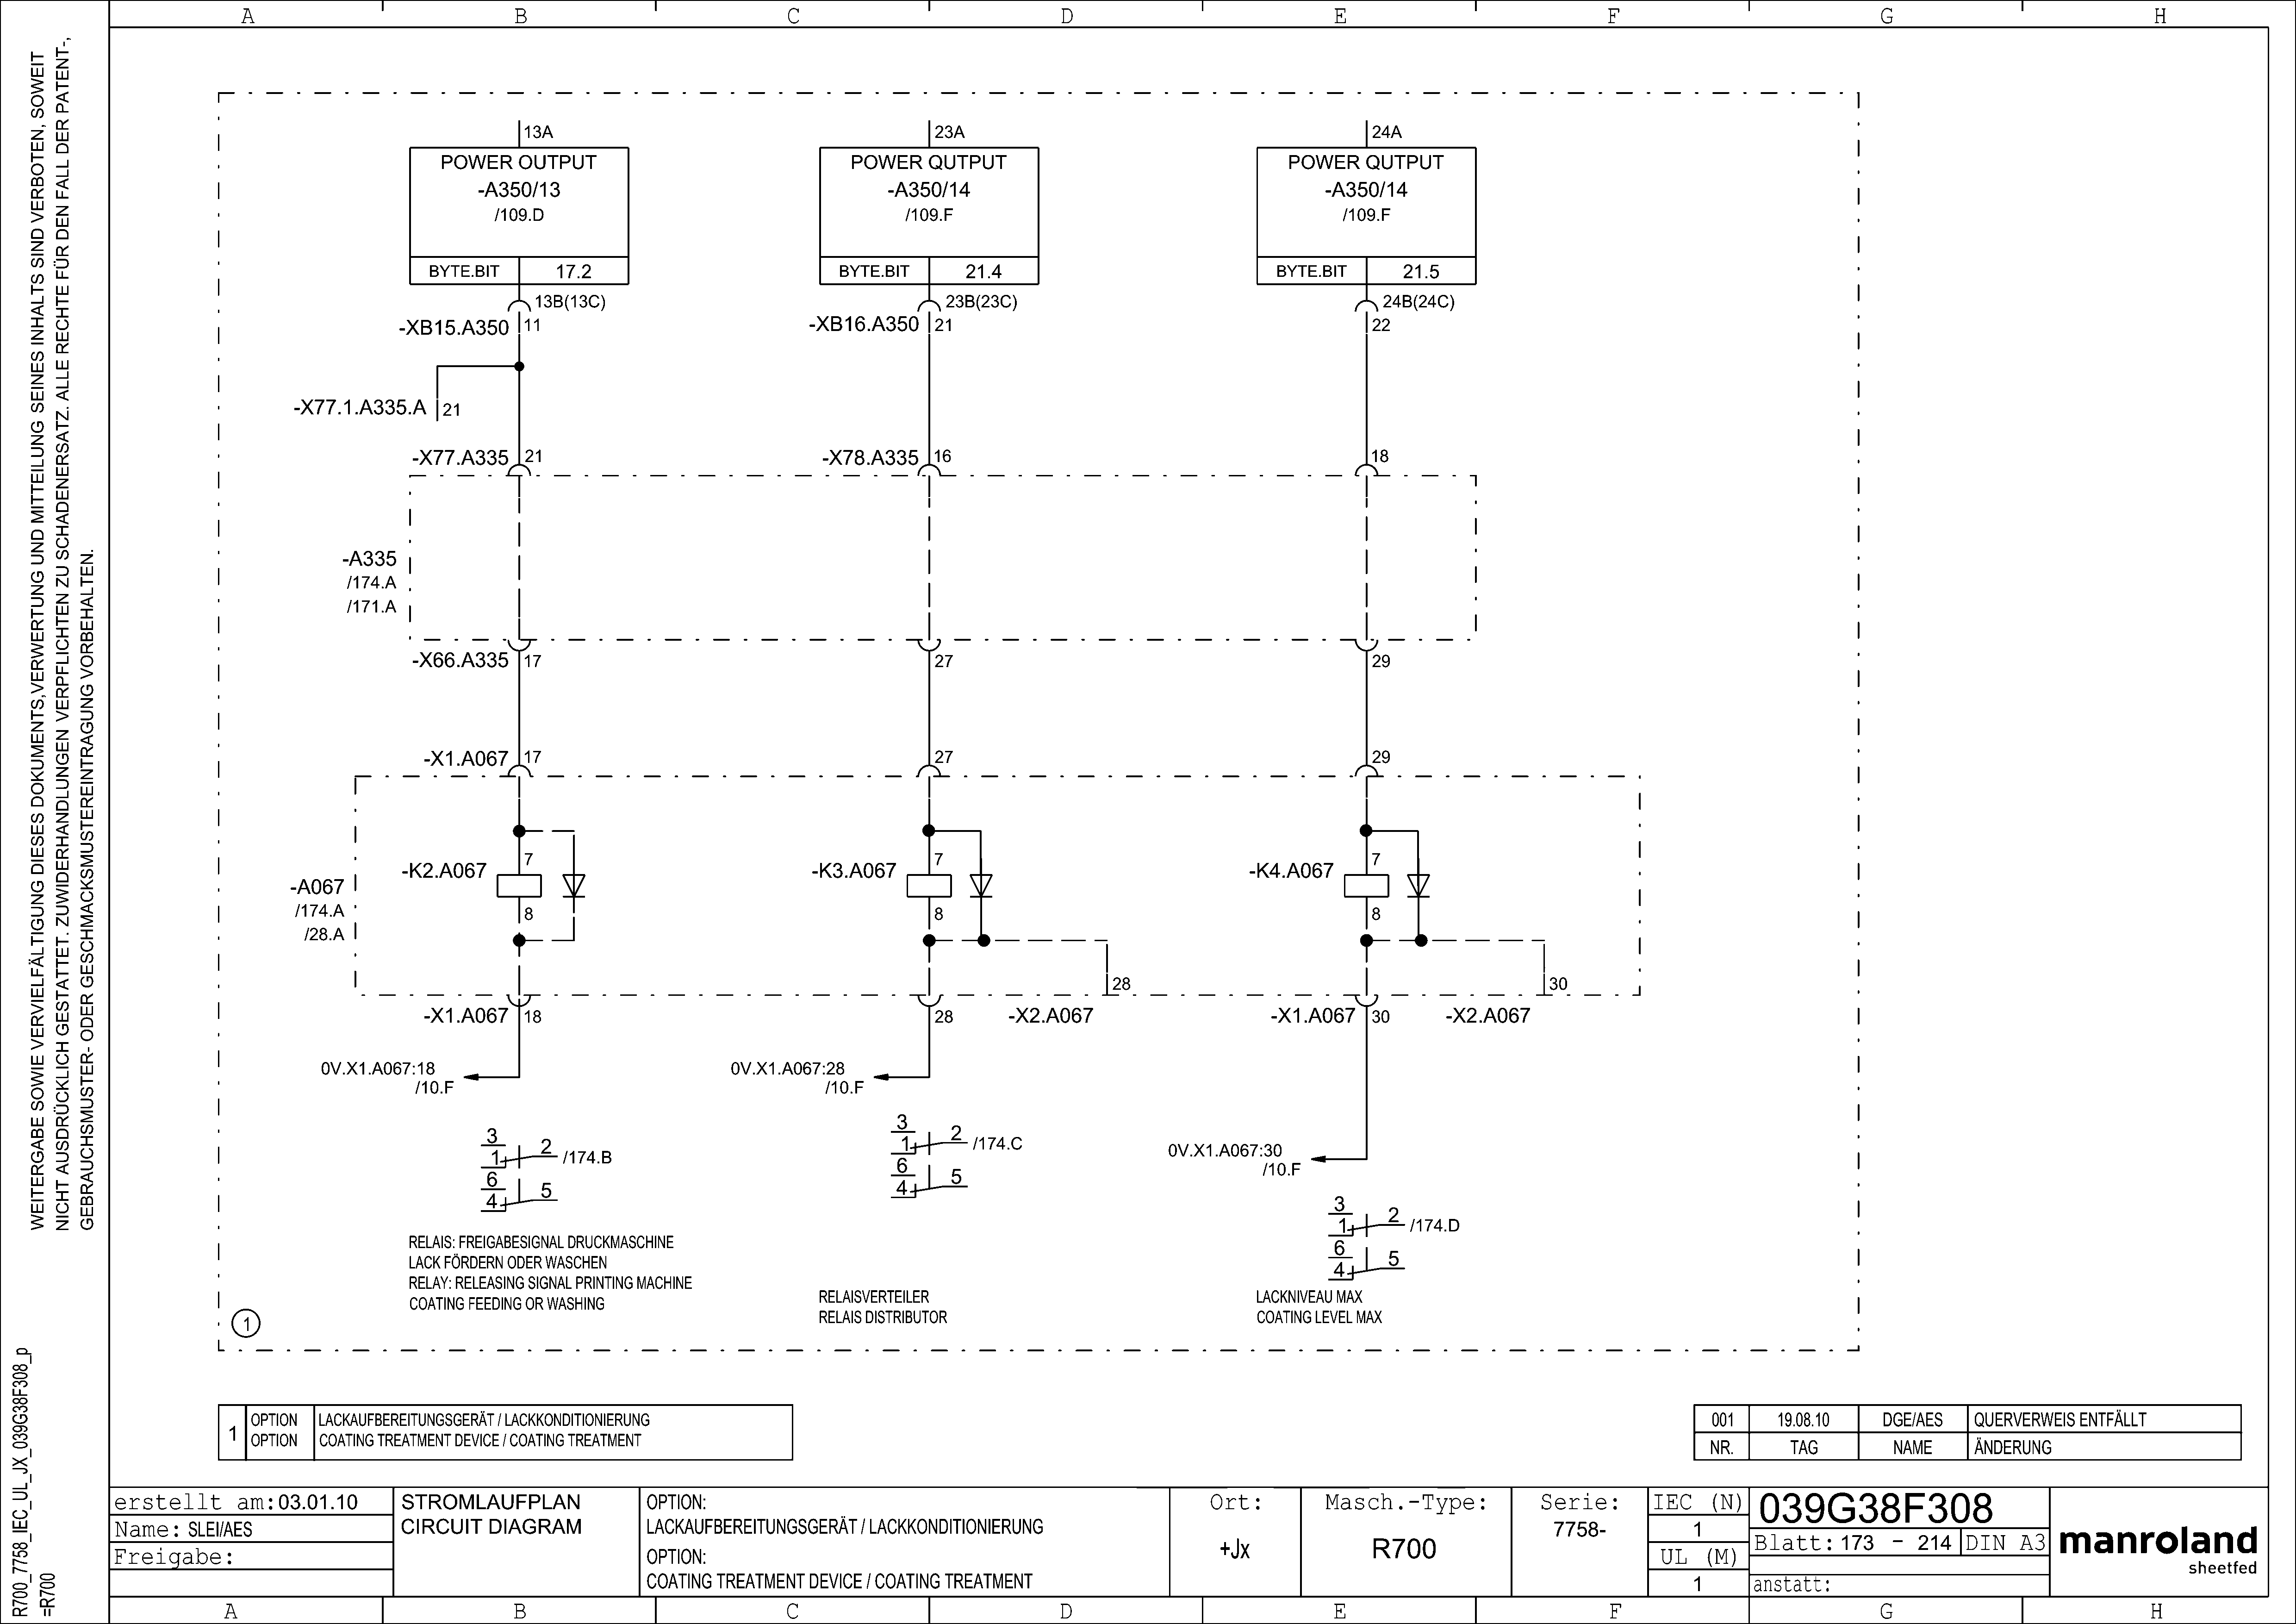 A B C D E F G H
WEITERGABE SOWIE VERVIELFÄLTIGUNG DIESES DOKUMENTS,VERWERTUNG UND MITTEILUNG SEINES INHALTS SIND VERBOTEN, SOWEIT
NICHT AUSDRÜCKLICH GESTATTET. ZUWIDERHANDLUNGEN VERPFLICHTEN ZU SCHADENERSATZ. ALLE RECHTE FÜR DEN FALL DER PATENT-,
GEBRAUCHSMUSTER- ODER GESCHMACKSMUSTEREINTRAGUNG VORBEHALTEN.
R700_7758_IEC_UL_JX_039G38F308_p
=R700
13A 23A 24A
POWER OUTPUT POWER QUTPUT POWER QUTPUT
-A350/13 -A350/14 -A350/14
/109.D /109.F /109.F
BYTE.BIT 17.2 BYTE.BIT 21.4 BYTE.BIT 21.5
13B(13C) 23B(23C) 24B(24C)
-XB15.A350 11 -XB16.A350 21 22
-X77.1.A335.A 21
-X77.A335 21 -X78.A335 16 18
-A335
/174.A
/171.A
-X66.A335 17 27 29
-X1.A067 17 27 29
7 7 7
-K2.A067 -K3.A067 -K4.A067
-A067
/174.A
/28.A
8 8 8
28 30
-X1.A067 18 28 -X2.A067 -X1.A067 30 -X2.A067
0V.X1.A067:18 0V.X1.A067:28
/10.F /10.F
0V.X1.A067:30
/10.F
3
1 2 /174.B
6
4 5
3
1 2 /174.C
6
4 5
3
1 2 /174.D
6
4 5
RELAIS: FREIGABESIGNAL DRUCKMASCHINE
LACK FÖRDERN ODER WASCHEN
RELAY: RELEASING SIGNAL PRINTING MACHINE
COATING FEEDING OR WASHING
RELAISVERTEILER
RELAIS DISTRIBUTOR
LACKNIVEAU MAX
COATING LEVEL MAX
1
1 OPTION LACKAUFBEREITUNGSGERÄT / LACKKONDITIONIERUNG
OPTION COATING TREATMENT DEVICE / COATING TREATMENT
001 19.08.10 DGE/AES QUERVERWEIS ENTFÄLLT
NR. TAG NAME ÄNDERUNG
erstellt am: 03.01.10
Name: SLEI/AES
Freigabe:
STROMLAUFPLAN
CIRCUIT DIAGRAM
OPTION:
LACKAUFBEREITUNGSGERÄT / LACKKONDITIONIERUNG
OPTION:
COATING TREATMENT DEVICE / COATING TREATMENT
Ort:
+Jx
Masch.-Type:
R700
Serie:
7758-
IEC (N)
1
UL (M)
1
039G38F308
Blatt: 173 - 214 DIN A3
anstatt:
manroland
sheetfed
A B C D E F G H